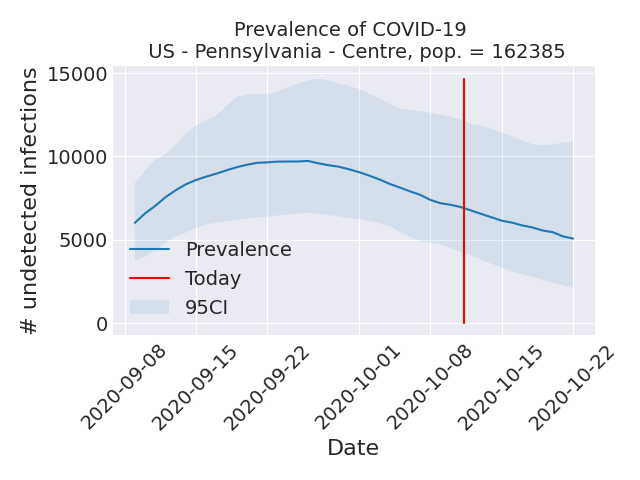 Prevalence of COVID-19
US - Pennsylvania - Centre, pop. = 162385
# undetected infections
15000
10000
5000
0
Prevalence
Today
95CI
2020-09-08
2020-09-15
2020-09-22
2020-10-01
2020-10-08
2020-10-15
2020-10-22
Date